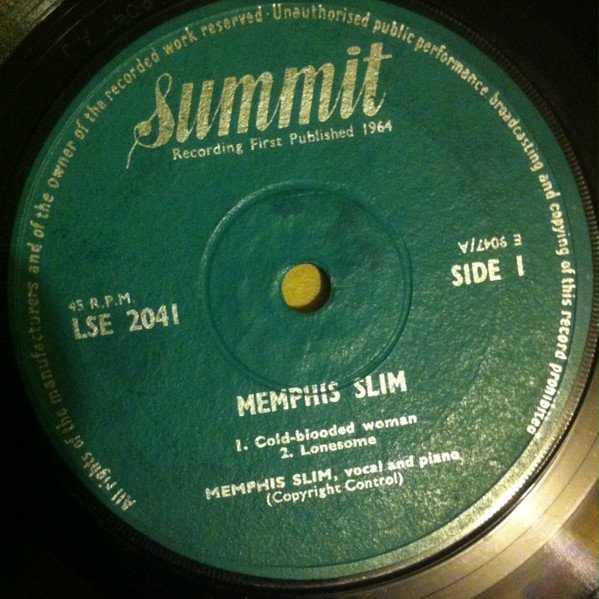 All rights of the manufacturers and of the owner of the recorded work reserved · Unauthorised public performance broadcasting and copying of this record prohibited
Summit
Recording First Published 1964
E 9047/A
45 R.P.M.
LSE 2041
SIDE 1
MEMPHIS SLIM
1. Cold-blooded woman
2. Lonesome
MEMPHIS SLIM, vocal and piano
(Copyright Control)